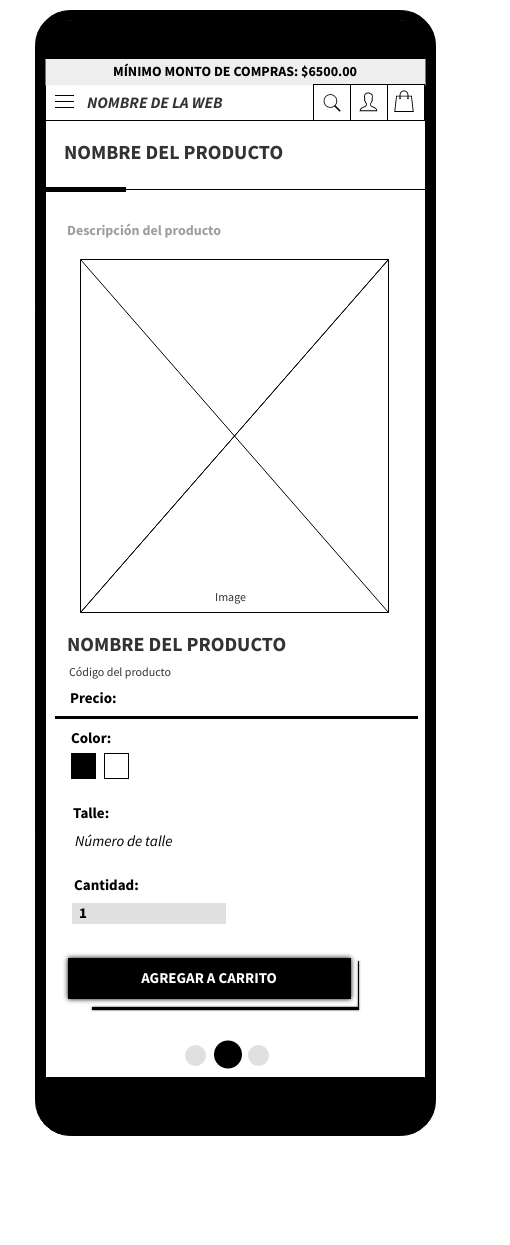 MÍNIMO MONTO DE COMPRAS: $6500.00
NOMBRE DE LA WEB
NOMBRE DEL PRODUCTO
Descripción del producto
Image
NOMBRE DEL PRODUCTO
Código del producto
Precio:
Color:
Talle:
Número de talle
Cantidad:
1
AGREGAR A CARRITO